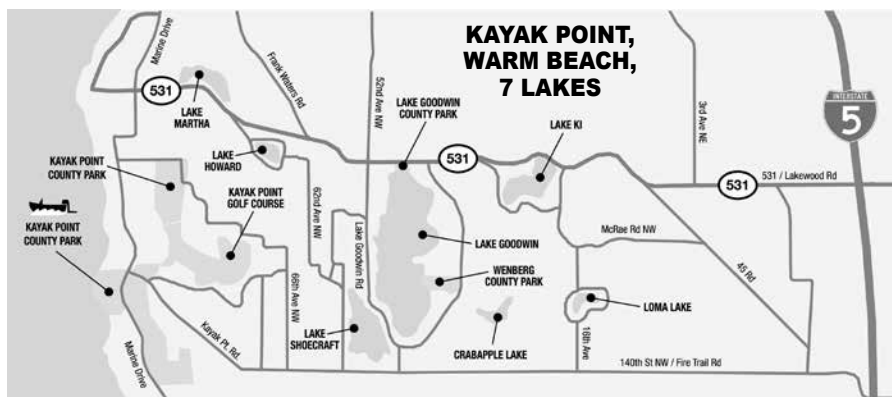 KAYAK POINT,
WARM BEACH,
7 LAKES
Marine Drive
531
LAKE
MARTHA
Frank Waters Rd
52nd Ave NW
LAKE GOODWIN
COUNTY PARK
3rd Ave NE
INTERSTATE
5
LAKE
HOWARD
LAKE KI
531
531
531 / Lakewood Rd
KAYAK POINT
COUNTY PARK
KAYAK POINT
GOLF COURSE
62nd Ave NW
Lake Goodwin Rd
KAYAK POINT
COUNTY PARK
McRae Rd NW
LAKE GOODWIN
45 Rd
WENBERG
COUNTY PARK
66th Ave NW
LOMA LAKE
Kayak Pt. Rd
LAKE
SHOECRAFT
CRABAPPLE LAKE
16th Ave
Marine Drive
140th St NW / Fire Trail Rd